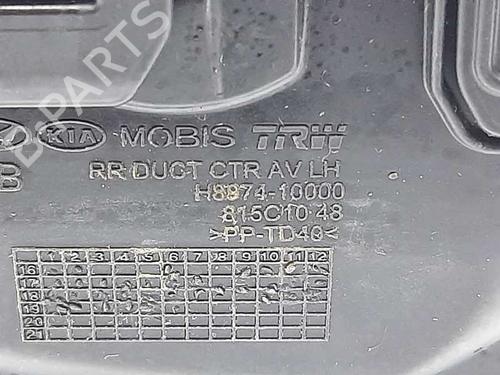 B-PARTS
KIA MOBIS TRW
B
RR DUCT CTR AV LH
H8874-10000
815C10 48
>PP-TD40<
1 2 3 4 5 6 7 8 9 10 11 12
16
17
18
19
20
21